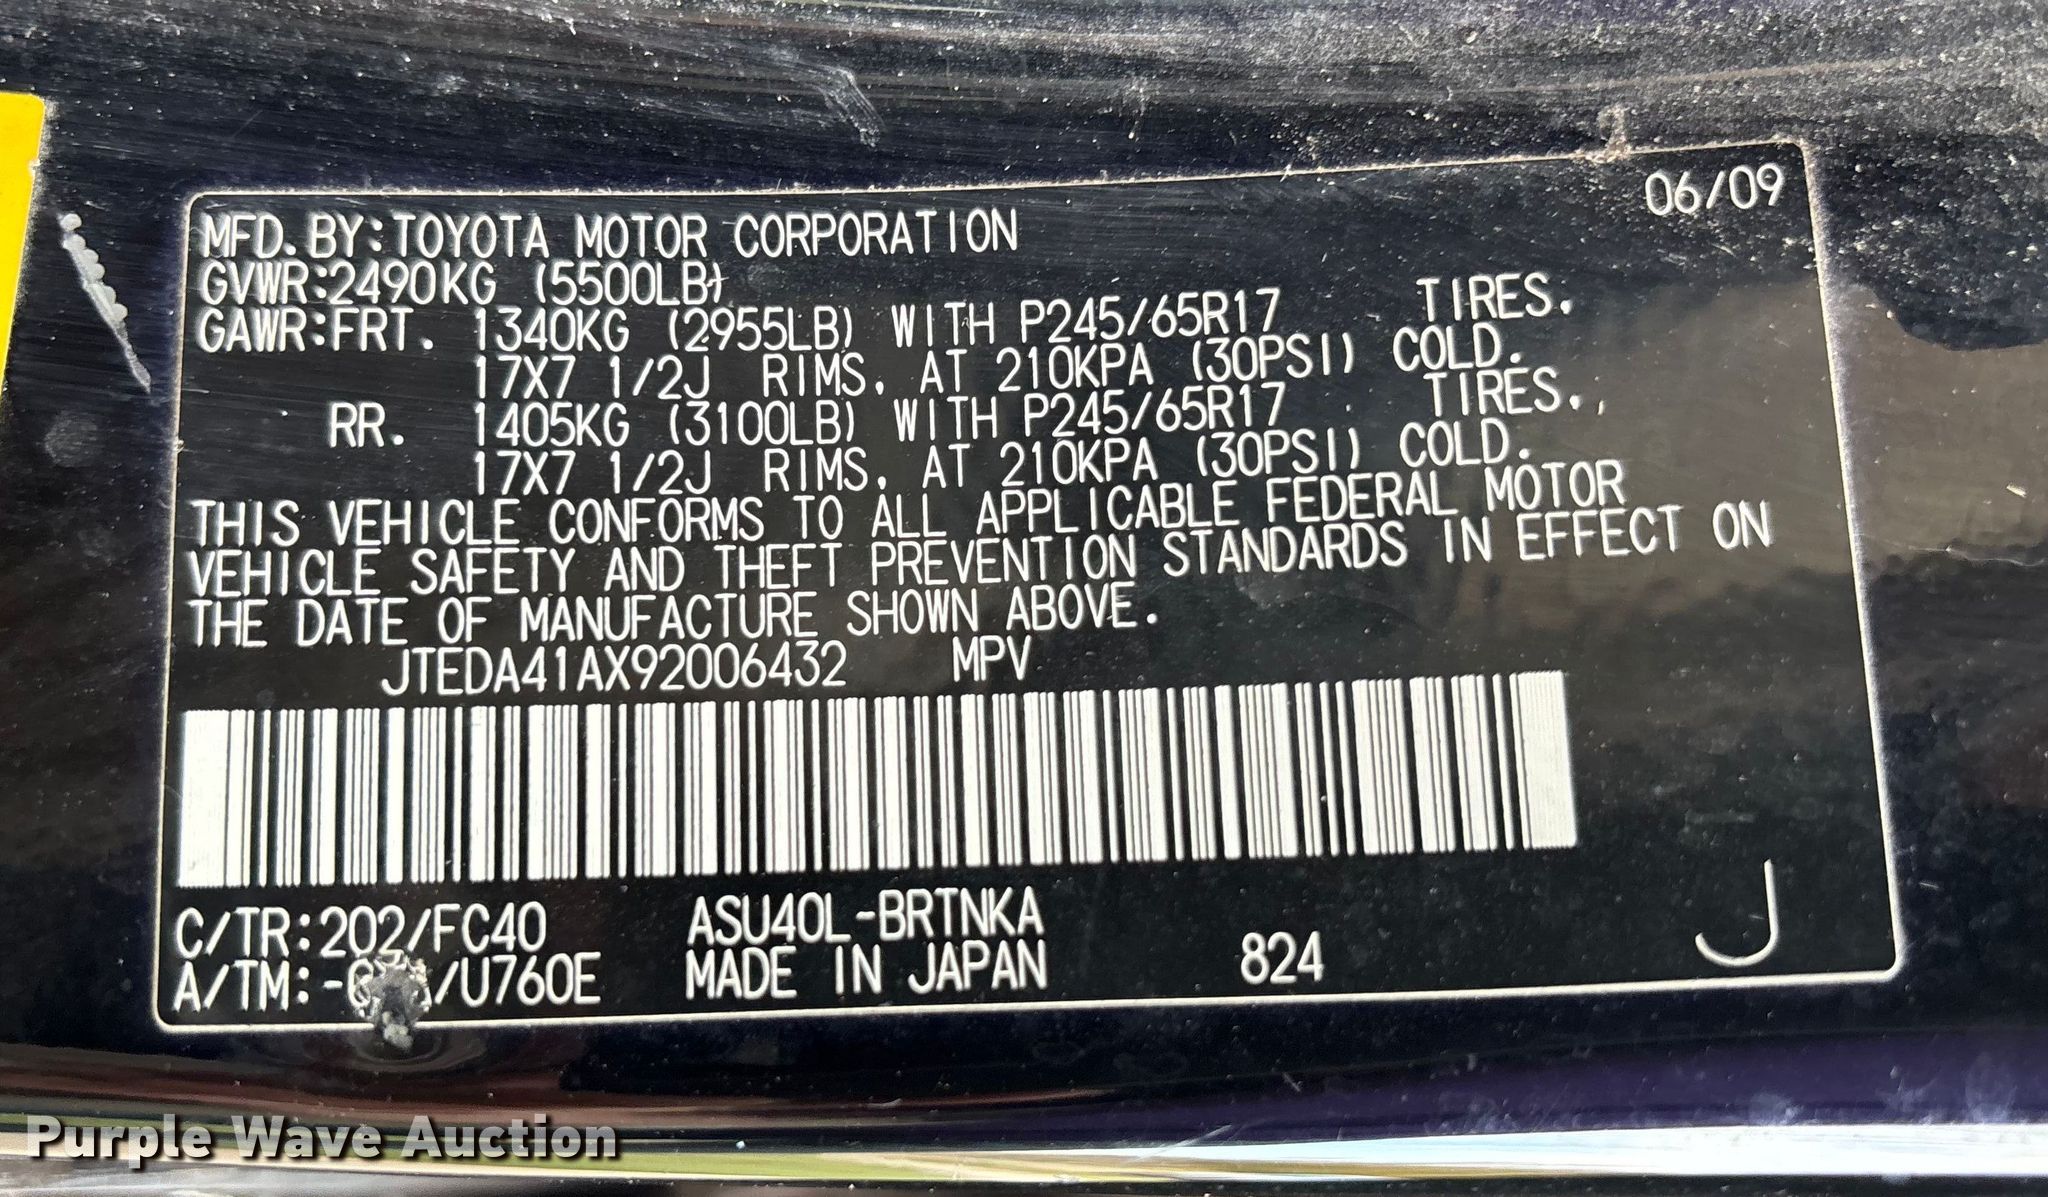 06/09
MFD. BY:TOYOTA MOTOR CORPORATION
GVWR:2490KG (5500LB)
GAWR:FRT. 1340KG (2955LB) WITH P245/65R17 TIRES.
17X7 1/2J RIMS, AT 210KPA (30PSI) COLD.
RR. 1405KG (3100LB) WITH P245/65R17 TIRES,
17X7 1/2J RIMS, AT 210KPA (30PSI) COLD.
THIS VEHICLE CONFORMS TO ALL APPLICABLE FEDERAL MOTOR
VEHICLE SAFETY AND THEFT PREVENTION STANDARDS IN EFFECT ON
THE DATE OF MANUFACTURE SHOWN ABOVE.
JTEDA41AX92006432 MPV
C/TR:202/FC40 ASU40L-BRTNKA
A/TM: /U760E MADE IN JAPAN 824 J
Purple Wave Auction